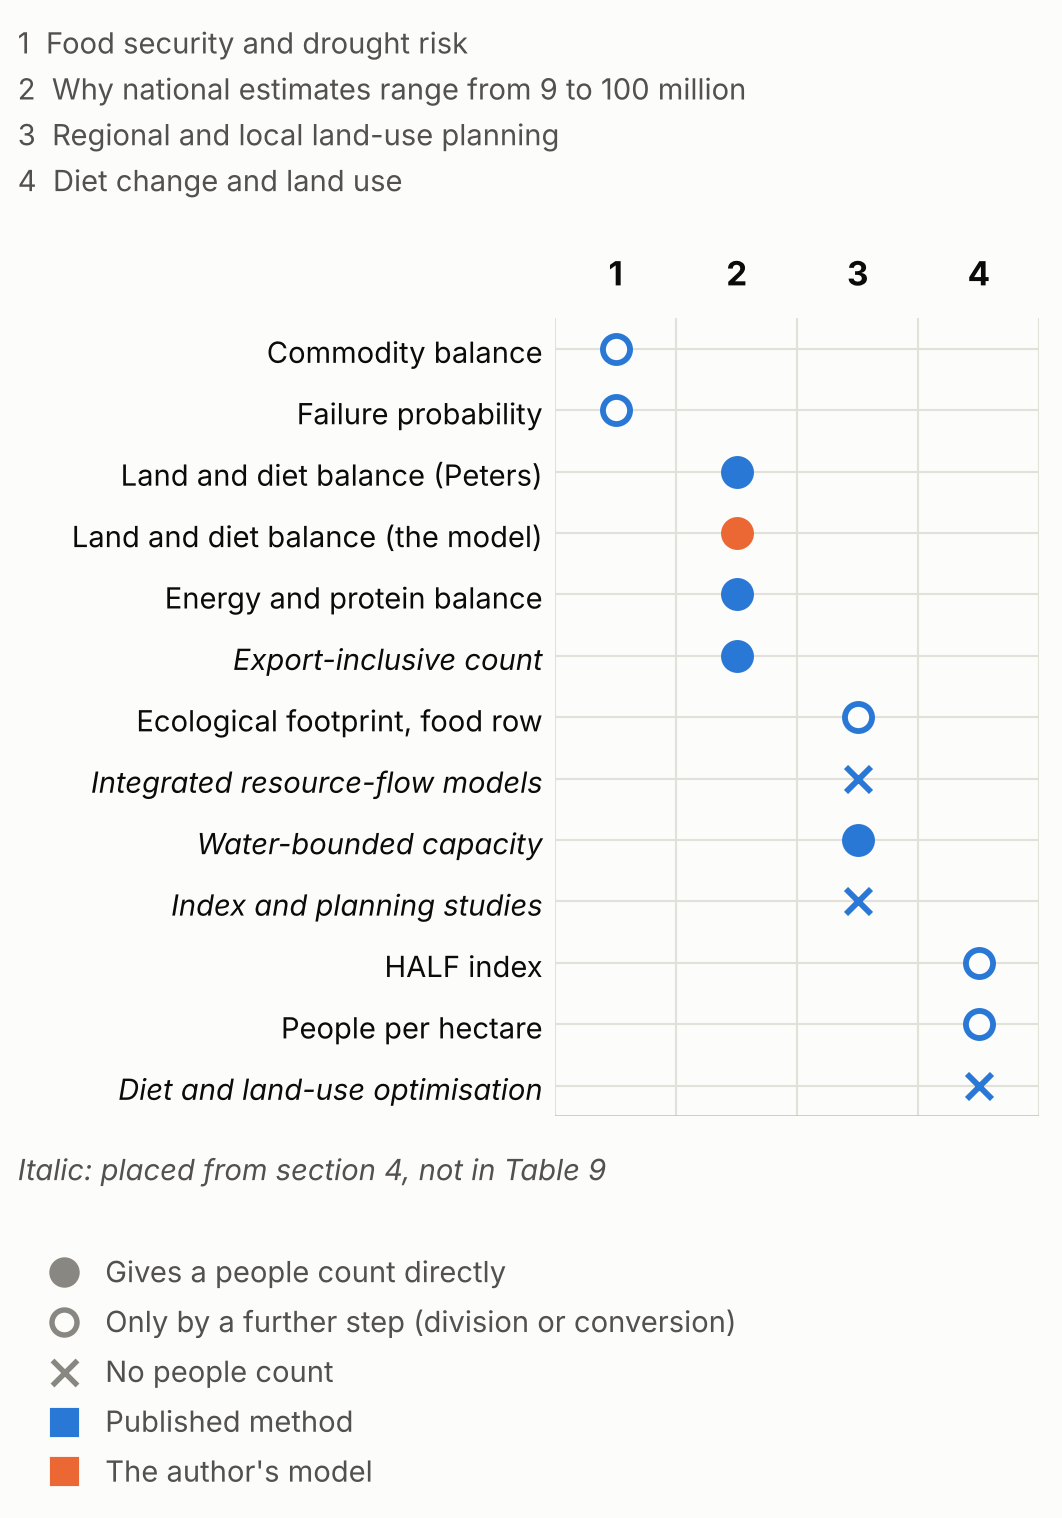 1 Food security and drought risk
2 Why national estimates range from 9 to 100 million
3 Regional and local land-use planning
4 Diet change and land use
1 2 3 4
Commodity balance
Failure probability
Land and diet balance (Peters)
Land and diet balance (the model)
Energy and protein balance
Export-inclusive count
Ecological footprint, food row
Integrated resource-flow models
Water-bounded capacity
Index and planning studies
HALF index
People per hectare
Diet and land-use optimisation
Italic: placed from section 4, not in Table 9
Gives a people count directly
Only by a further step (division or conversion)
No people count
Published method
The author's model